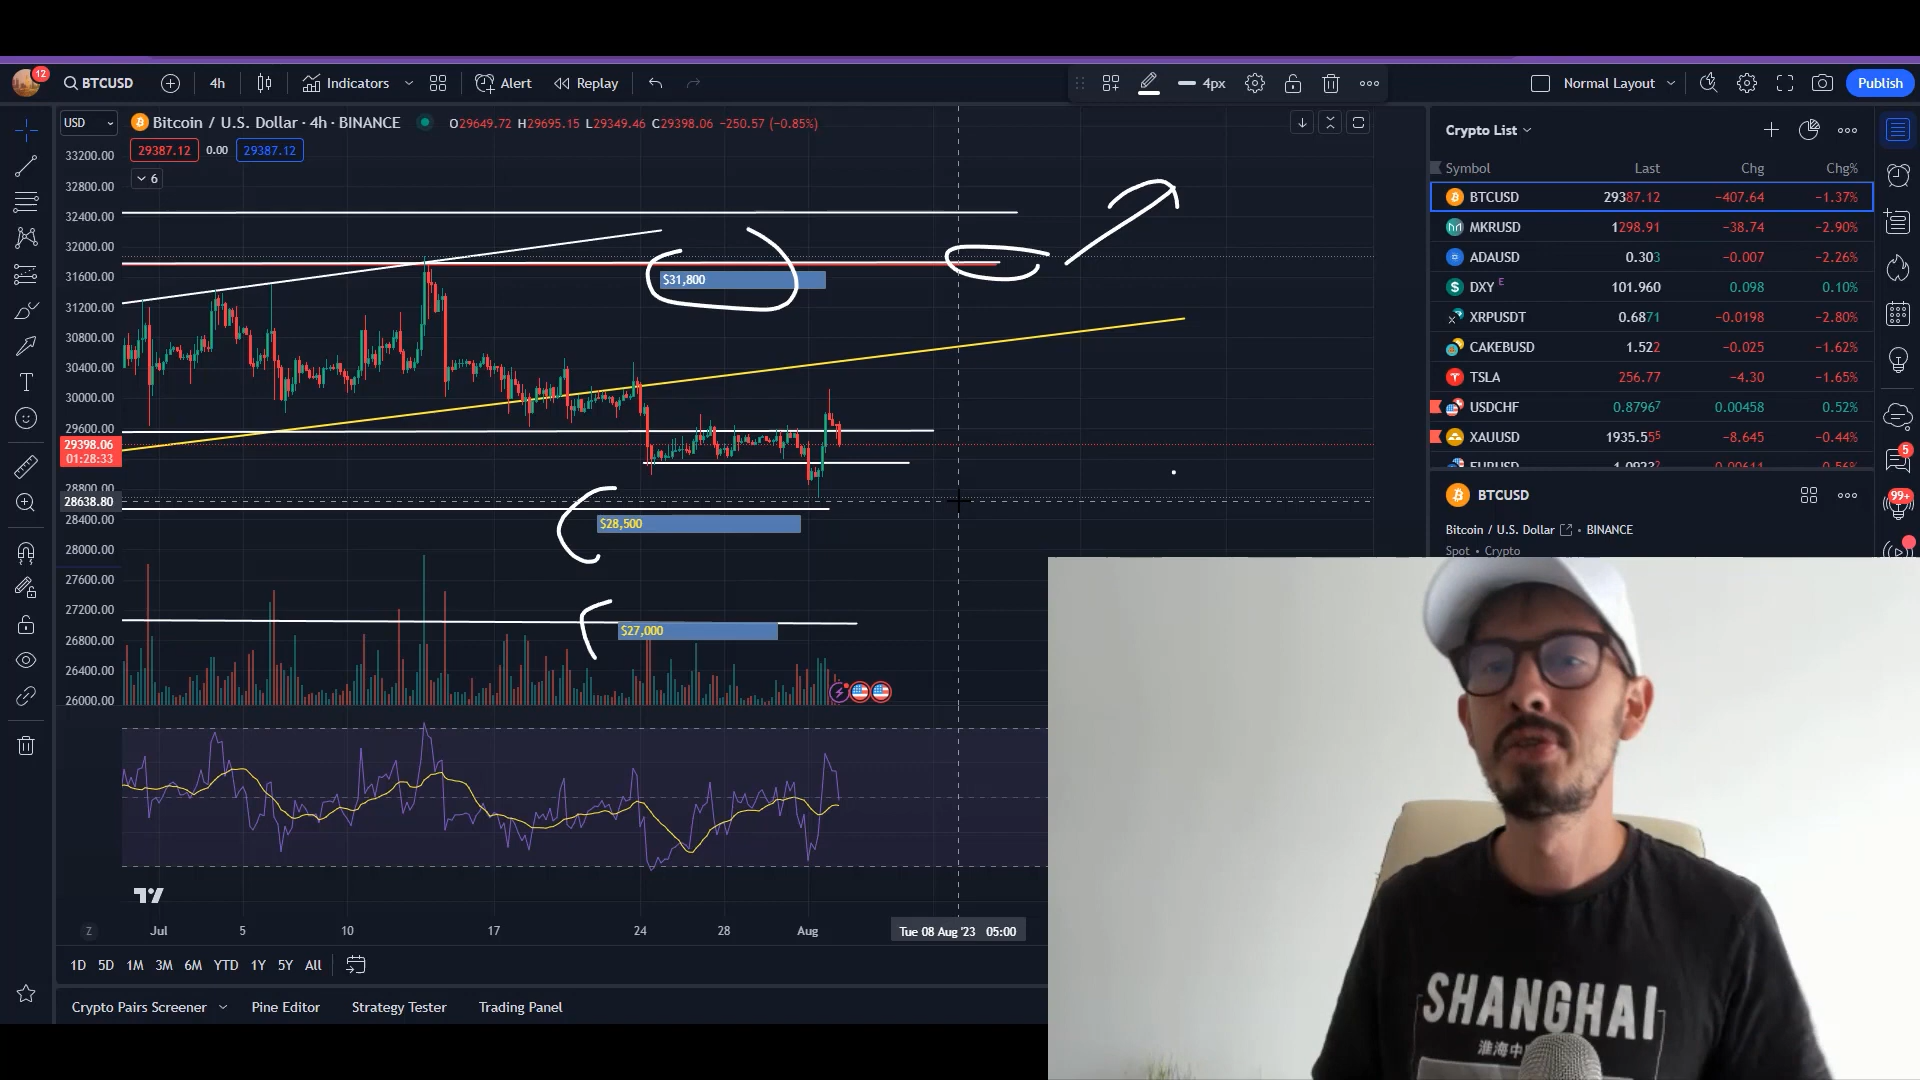 12
BTCUSD
4h
Indicators
Alert
Replay
4px
Normal Layout
Publish
USD
Bitcoin / U.S. Dollar · 4h · BINANCE
O29649.72 H29695.15 L29349.46 C29398.06 −250.57 (−0.85%)
29387.12
0.00
29387.12
6
33200.00
32800.00
32400.00
32000.00
31600.00
31200.00
30800.00
30400.00
30000.00
29600.00
29398.06
01:28:33
28800.00
28638.80
28400.00
28000.00
27600.00
27200.00
26800.00
26400.00
26000.00
$31,800
$28,500
$27,000
Z
Jul
5
10
17
24
28
Aug
Tue 08 Aug '23 05:00
1D
5D
1M
3M
6M
YTD
1Y
5Y
All
Crypto Pairs Screener
Pine Editor
Strategy Tester
Trading Panel
Crypto List
Symbol Last Chg Chg%
BTCUSD 29387.12 −407.64 −1.37%
MKRUSD 1298.91 −38.74 −2.90%
ADAUSD 0.303 −0.007 −2.26%
DXY E 101.960 0.098 0.10%
XRPUSDT 0.6871 −0.0198 −2.80%
CAKEBUSD 1.522 −0.025 −1.62%
TSLA 256.77 −4.30 −1.65%
USDCHF 0.87967 0.00458 0.52%
XAUUSD 1935.555 −8.645 −0.44%
BTCUSD
Bitcoin / U.S. Dollar · BINANCE
Spot · Crypto
5
99+
SHANGHAI
淮海中